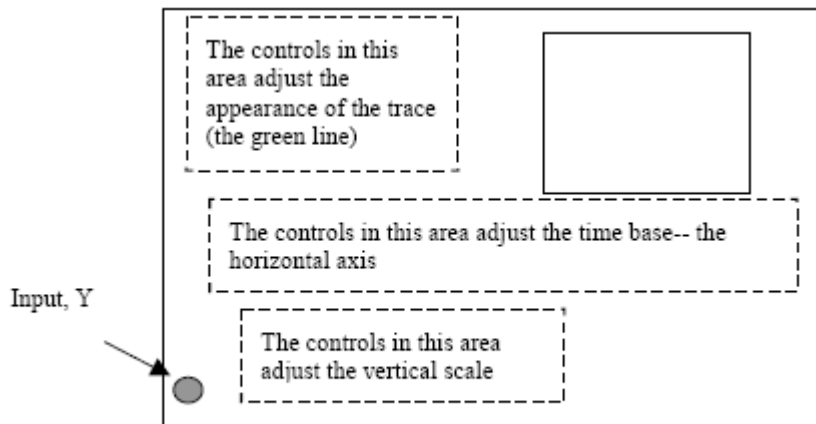 The controls in this
area adjust the
appearance of the trace
(the green line)
The controls in this area adjust the time base-- the
horizontal axis
Input, Y
The controls in this area
adjust the vertical scale